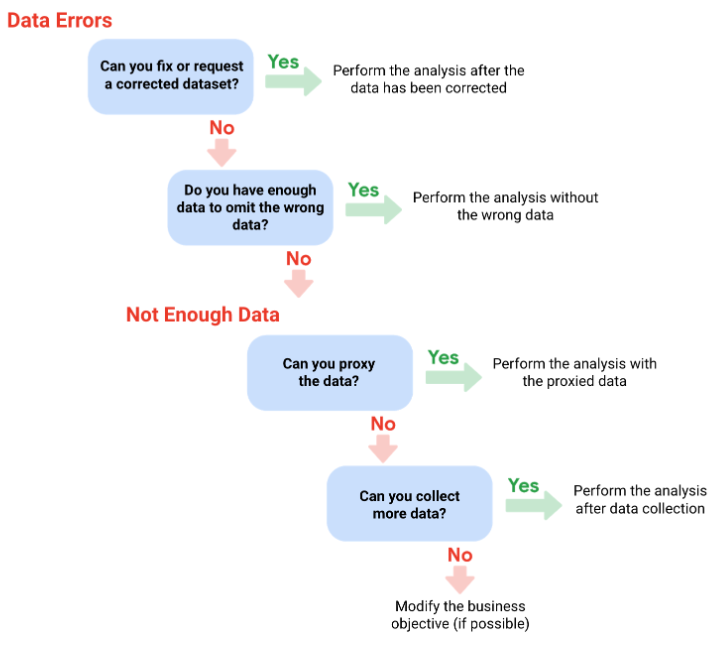 Data Errors
Can you fix or request
a corrected dataset?
Yes
Perform the analysis after the
data has been corrected
No
Do you have enough
data to omit the wrong
data?
Yes
Perform the analysis without
the wrong data
No
Not Enough Data
Can you proxy
the data?
Yes
Perform the analysis with
the proxied data
No
Can you collect
more data?
Yes
Perform the analysis
after data collection
No
Modify the business
objective (if possible)